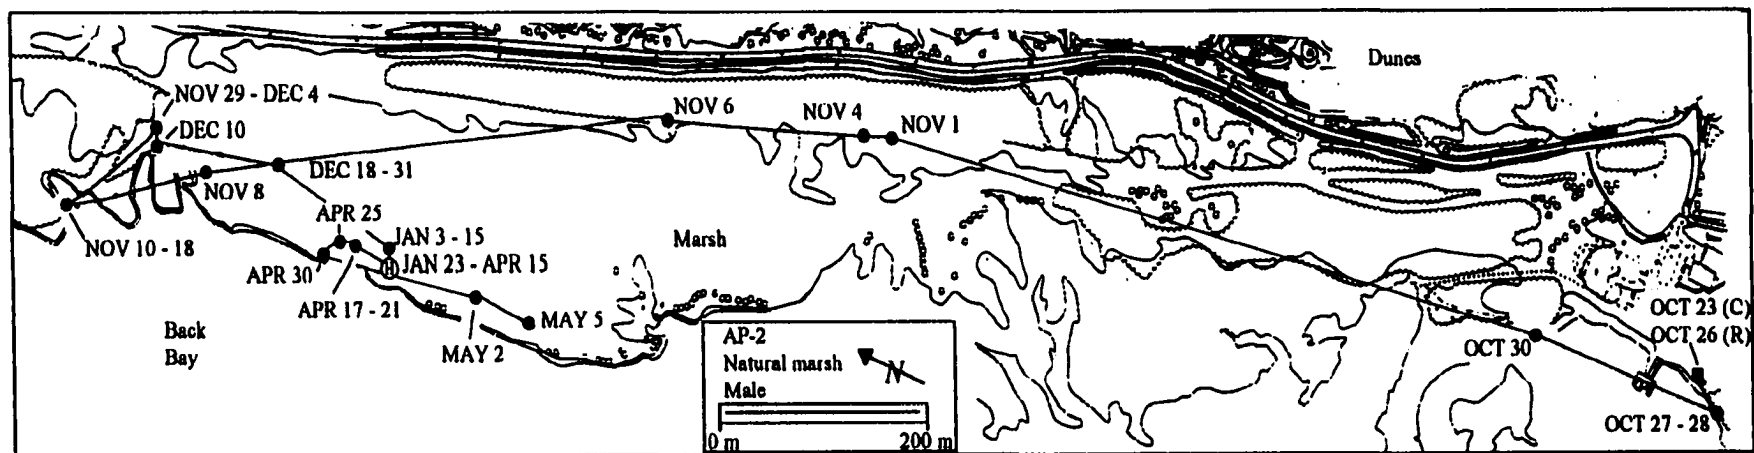 Dunes
NOV 29 - DEC 4
NOV 6
NOV 4
NOV 1
DEC 10
DEC 18 - 31
NOV 8
APR 25
NOV 10 - 18
JAN 3 - 15
Marsh
H
JAN 23 - APR 15
APR 30
APR 17 - 21
MAY 5
OCT 23 (C)
Back
Bay
OCT 26 (R)
MAY 2
OCT 30
AP-2
Natural marsh
N
Male
0 m
200 m
OCT 27 - 28